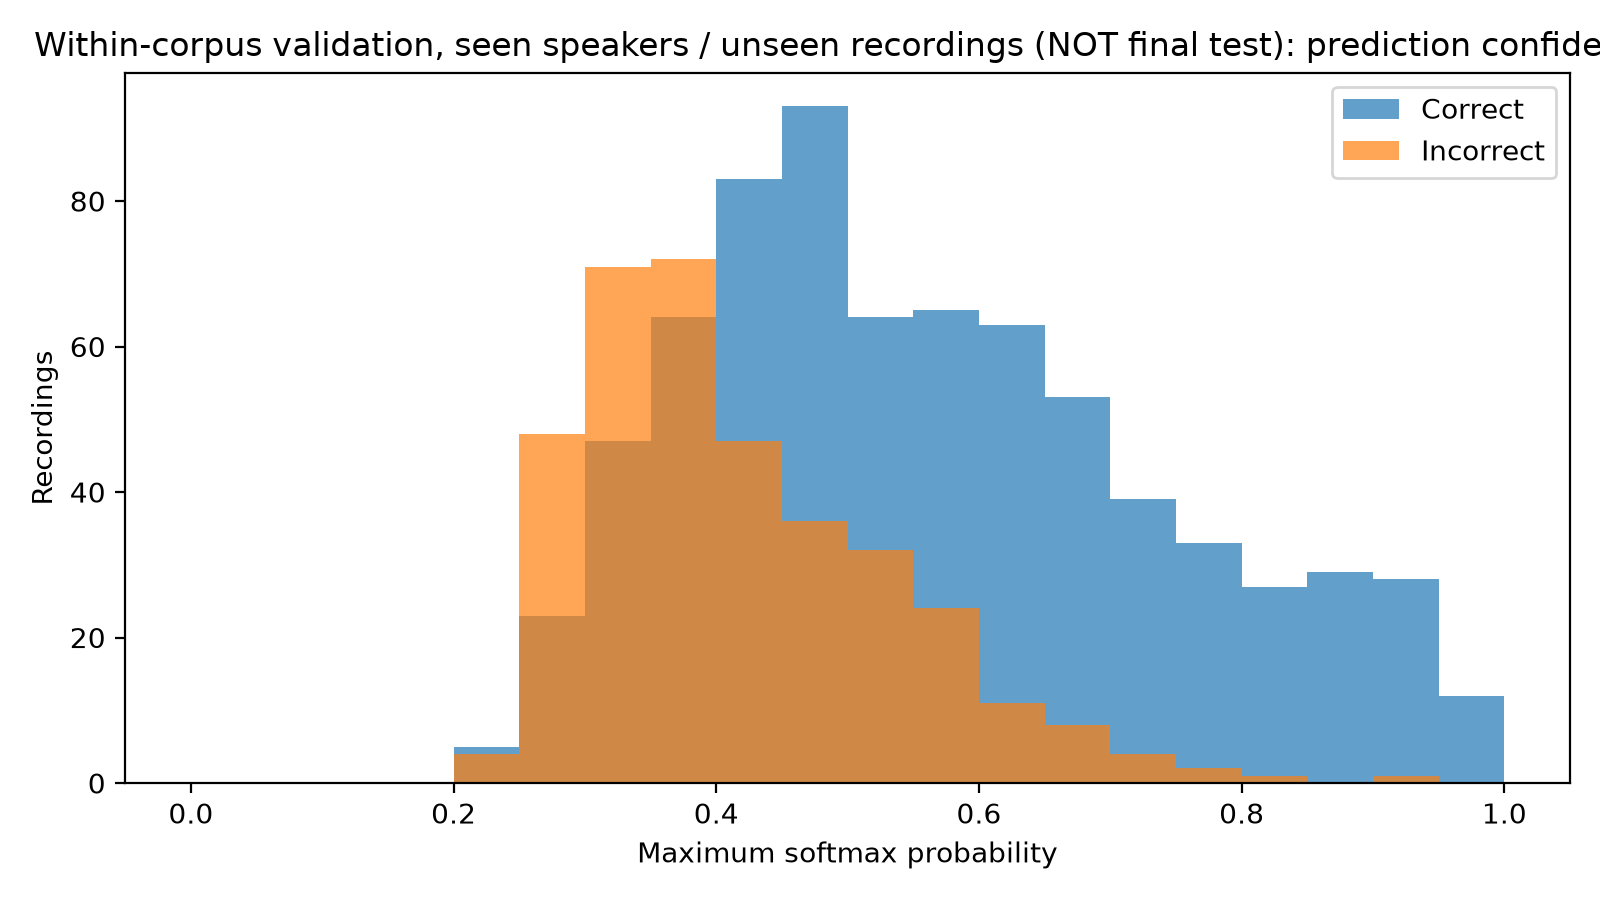 Within-corpus validation, seen speakers / unseen recordings (NOT final test): prediction confide
Correct
Incorrect
80
60
40
20
0
Recordings
0.0 0.2 0.4 0.6 0.8 1.0
Maximum softmax probability